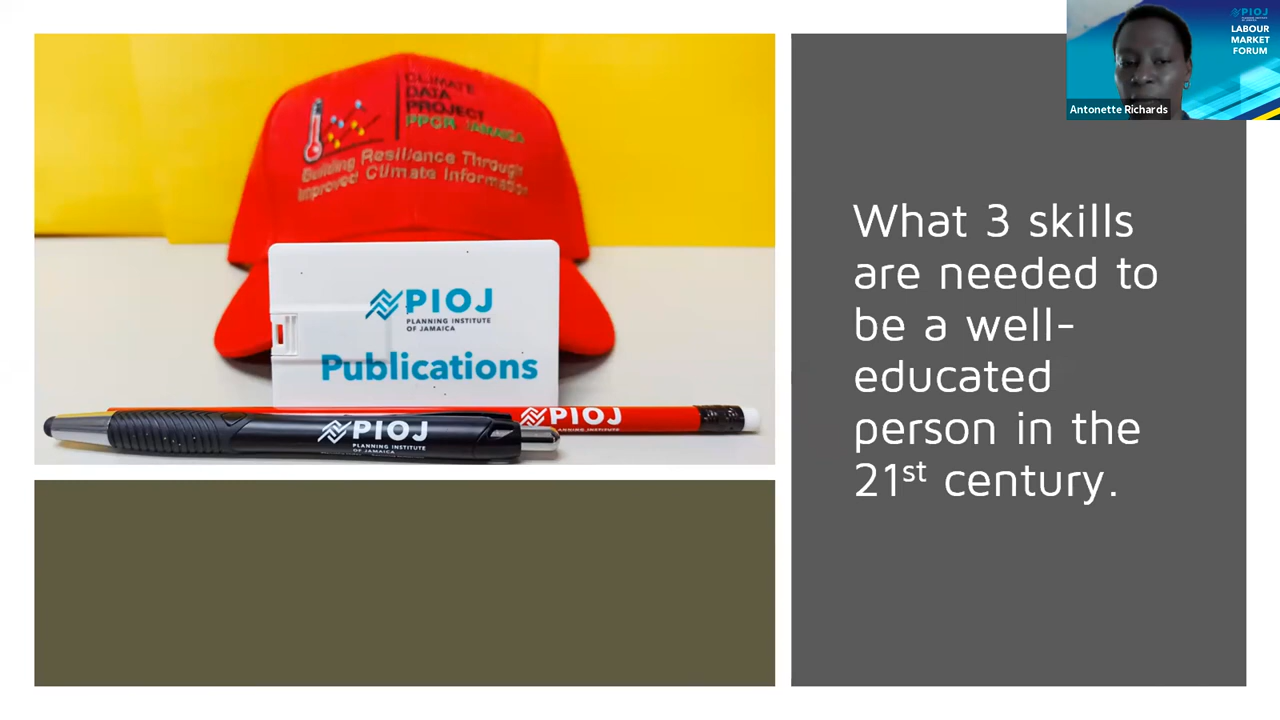 CLIMATE
DATA
PROJECT
PPCR, JAMAICA
Building Resilience Through
Improved Climate Information
PIOJ
PLANNING INSTITUTE
OF JAMAICA
Publications
PIOJ
PLANNING INSTITUTE
PIOJ
PLANNING INSTITUTE
What 3 skills
are needed to
be a well-
educated
person in the
21st century.
PIOJ
LABOUR
MARKET
FORUM
Antonette Richards